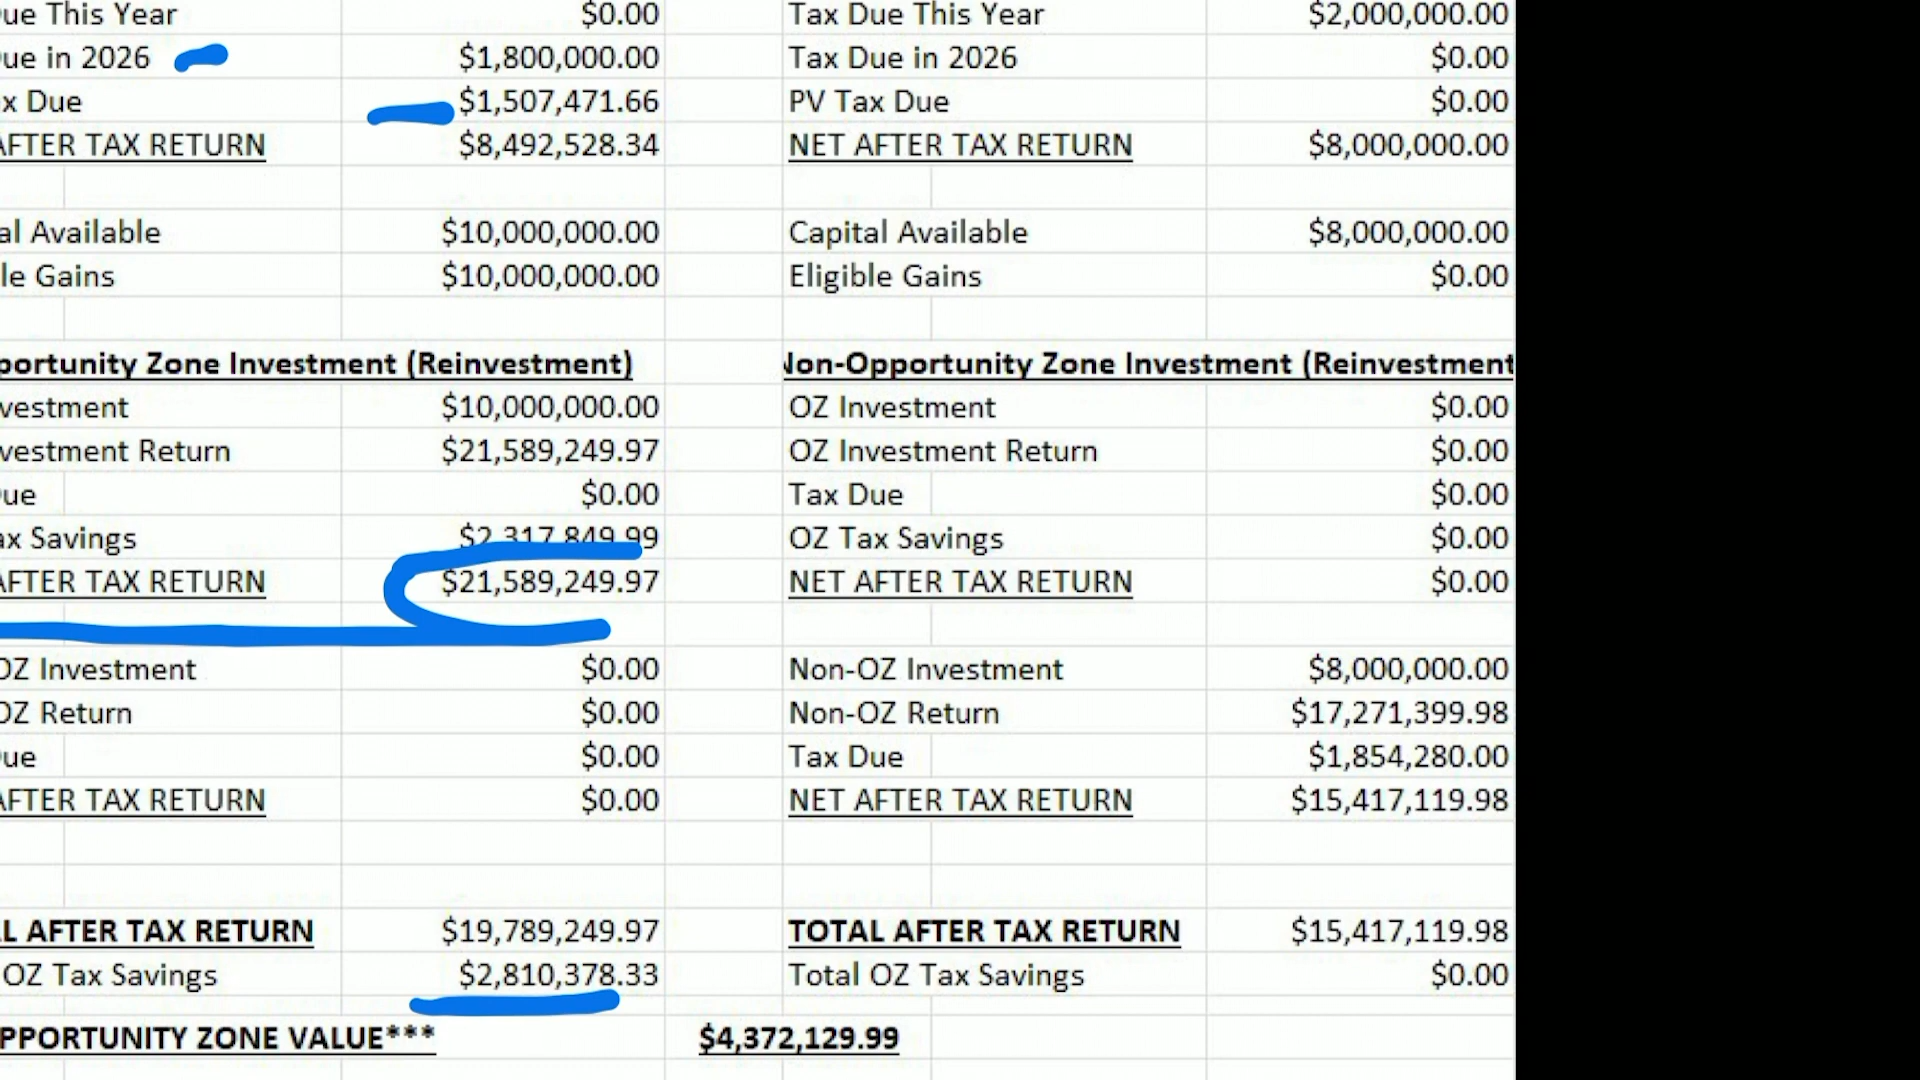 ue This Year $0.00 Tax Due This Year $2,000,000.00
ue in 2026 $1,800,000.00 Tax Due in 2026 $0.00
x Due $1,507,471.66 PV Tax Due $0.00
AFTER TAX RETURN $8,492,528.34 NET AFTER TAX RETURN $8,000,000.00
al Available $10,000,000.00 Capital Available $8,000,000.00
le Gains $10,000,000.00 Eligible Gains $0.00
portunity Zone Investment (Reinvestment) Non-Opportunity Zone Investment (Reinvestment
vestment $10,000,000.00 OZ Investment $0.00
vestment Return $21,589,249.97 OZ Investment Return $0.00
ue $0.00 Tax Due $0.00
ax Savings $2,317,849.99 OZ Tax Savings $0.00
AFTER TAX RETURN $21,589,249.97 NET AFTER TAX RETURN $0.00
OZ Investment $0.00 Non-OZ Investment $8,000,000.00
OZ Return $0.00 Non-OZ Return $17,271,399.98
ue $0.00 Tax Due $1,854,280.00
AFTER TAX RETURN $0.00 NET AFTER TAX RETURN $15,417,119.98
L AFTER TAX RETURN $19,789,249.97 TOTAL AFTER TAX RETURN $15,417,119.98
OZ Tax Savings $2,810,378.33 Total OZ Tax Savings $0.00
PPORTUNITY ZONE VALUE*** $4,372,129.99